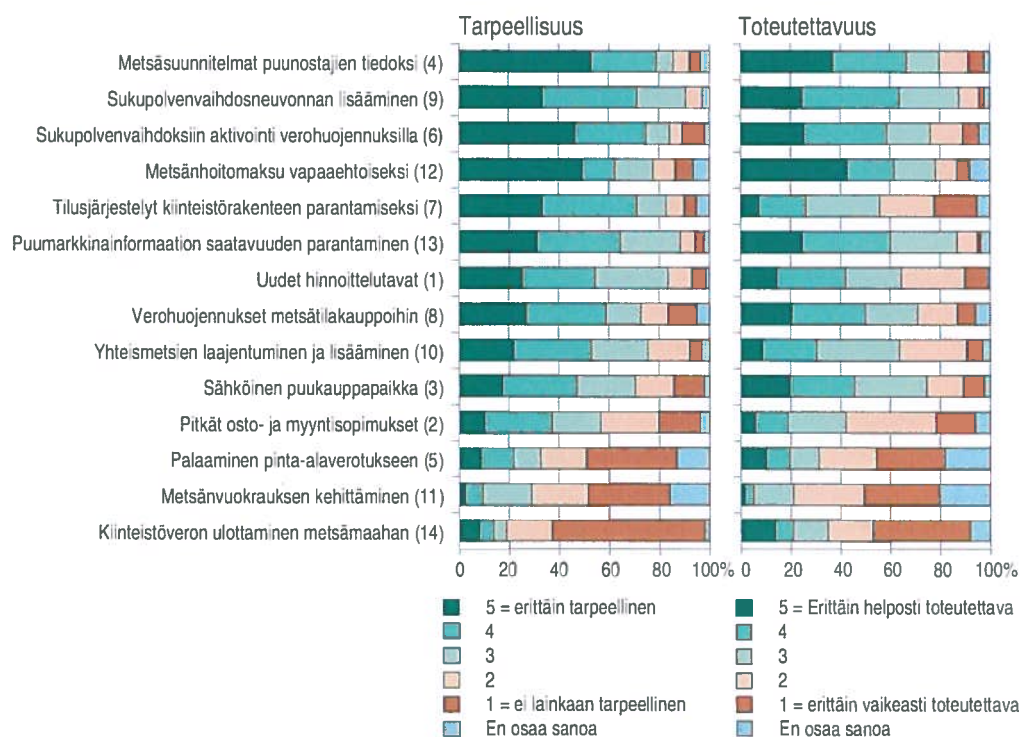 Tarpeellisuus Toteutettavuus
Metsäsuunnitelmat puunostajien tiedoksi (4)
Sukupolvenvaihdosneuvonnan lisääminen (9)
Sukupolvenvaihdoksiin aktivointi verohuojennuksilla (6)
Metsänhoitomaksu vapaaehtoiseksi (12)
Tilusjärjestelyt kiinteistörakenteen parantamiseksi (7)
Puumarkkinainformaation saatavuuden parantaminen (13)
Uudet hinnoittelutavat (1)
Verohuojennukset metsätilakauppoihin (8)
Yhteismetsien laajentuminen ja lisääminen (10)
Sähköinen puukauppapaikka (3)
Pitkät osto- ja myyntisopimukset (2)
Palaaminen pinta-alaverotukseen (5)
Metsänvuokrauksen kehittäminen (11)
Kiinteistöveron ulottaminen metsämaahan (14)
0 20 40 60 80 100% 0 20 40 60 80 100%
5 = erittäin tarpeellinen
4
3
2
1 = ei lainkaan tarpeellinen
En osaa sanoa
5 = Erittäin helposti toteutettava
4
3
2
1 = erittäin vaikeasti toteutettava
En osaa sanoa